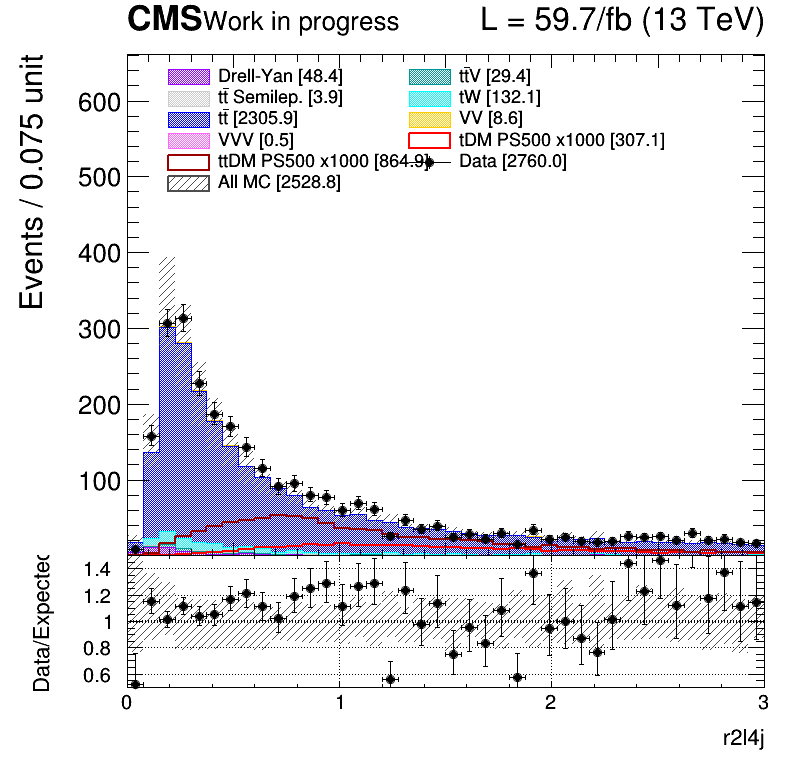 CMS Work in progress L = 59.7/fb (13 TeV)
Events / 0.075 unit
600
500
400
300
200
100
Drell-Yan [48.4]
tt̄V [29.4]
tt̄ Semilep. [3.9]
tW [132.1]
tt̄ [2305.9]
VV [8.6]
VVV [0.5]
tDM PS500 x1000 [307.1]
ttDM PS500 x1000 [864.9]
Data [2760.0]
All MC [2528.8]
Data/Expected
1.4
1.2
1
0.8
0.6
0 1 2 3
r2l4j